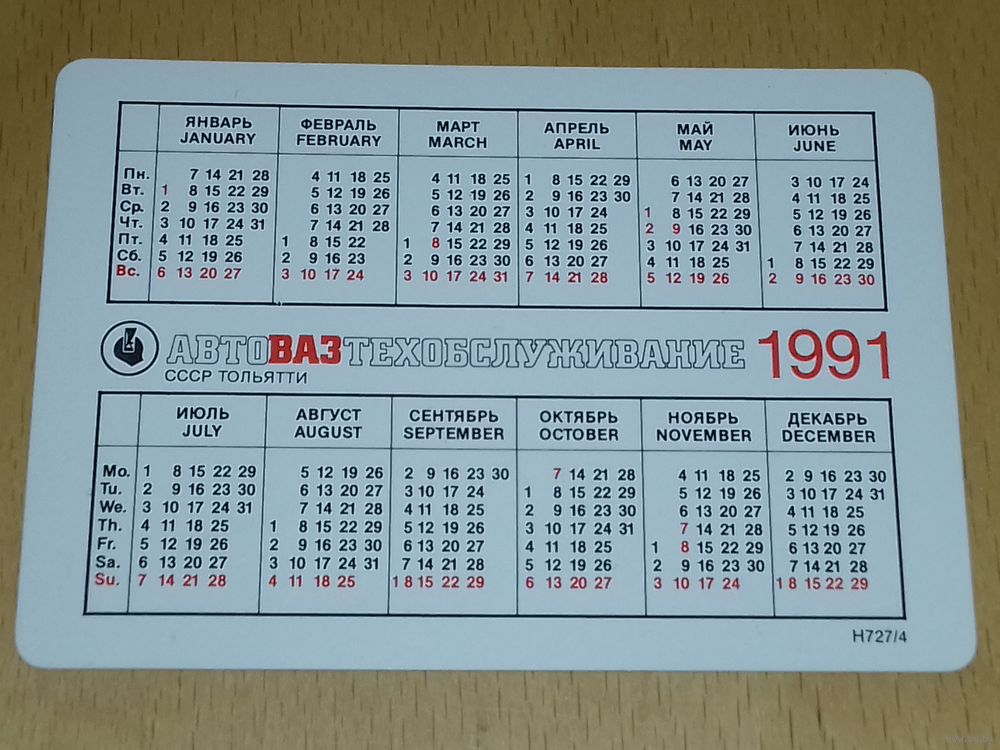 ЯНВАРЬ ФЕВРАЛЬ МАРТ АПРЕЛЬ МАЙ ИЮНЬ
JANUARY FEBRUARY MARCH APRIL MAY JUNE
Пн. 7 14 21 28 4 11 18 25 4 11 18 25 1 8 15 22 29 6 13 20 27 3 10 17 24
Вт. 1 8 15 22 29 5 12 19 26 5 12 19 26 2 9 16 23 30 7 14 21 28 4 11 18 25
Ср. 2 9 16 23 30 6 13 20 27 6 13 20 27 3 10 17 24 1 8 15 22 29 5 12 19 26
Чт. 3 10 17 24 31 7 14 21 28 7 14 21 28 4 11 18 25 2 9 16 23 30 6 13 20 27
Пт. 4 11 18 25 1 8 15 22 1 8 15 22 29 5 12 19 26 3 10 17 24 31 7 14 21 28
Сб. 5 12 19 26 2 9 16 23 2 9 16 23 30 6 13 20 27 4 11 18 25 1 8 15 22 29
Вс. 6 13 20 27 3 10 17 24 3 10 17 24 31 7 14 21 28 5 12 19 26 2 9 16 23 30
АВТОВАЗТЕХОБСЛУЖИВАНИЕ 1991
СССР ТОЛЬЯТТИ
ИЮЛЬ АВГУСТ СЕНТЯБРЬ ОКТЯБРЬ НОЯБРЬ ДЕКАБРЬ
JULY AUGUST SEPTEMBER OCTOBER NOVEMBER DECEMBER
Mo. 1 8 15 22 29 5 12 19 26 2 9 16 23 30 7 14 21 28 4 11 18 25 2 9 16 23 30
Tu. 2 9 16 23 30 6 13 20 27 3 10 17 24 1 8 15 22 29 5 12 19 26 3 10 17 24 31
We. 3 10 17 24 31 7 14 21 28 4 11 18 25 2 9 16 23 30 6 13 20 27 4 11 18 25
Th. 4 11 18 25 1 8 15 22 29 5 12 19 26 3 10 17 24 31 7 14 21 28 5 12 19 26
Fr. 5 12 19 26 2 9 16 23 30 6 13 20 27 4 11 18 25 1 8 15 22 29 6 13 20 27
Sa. 6 13 20 27 3 10 17 24 31 7 14 21 28 5 12 19 26 2 9 16 23 30 7 14 21 28
Su. 7 14 21 28 4 11 18 25 1 8 15 22 29 6 13 20 27 3 10 17 24 1 8 15 22 29
Н727/4